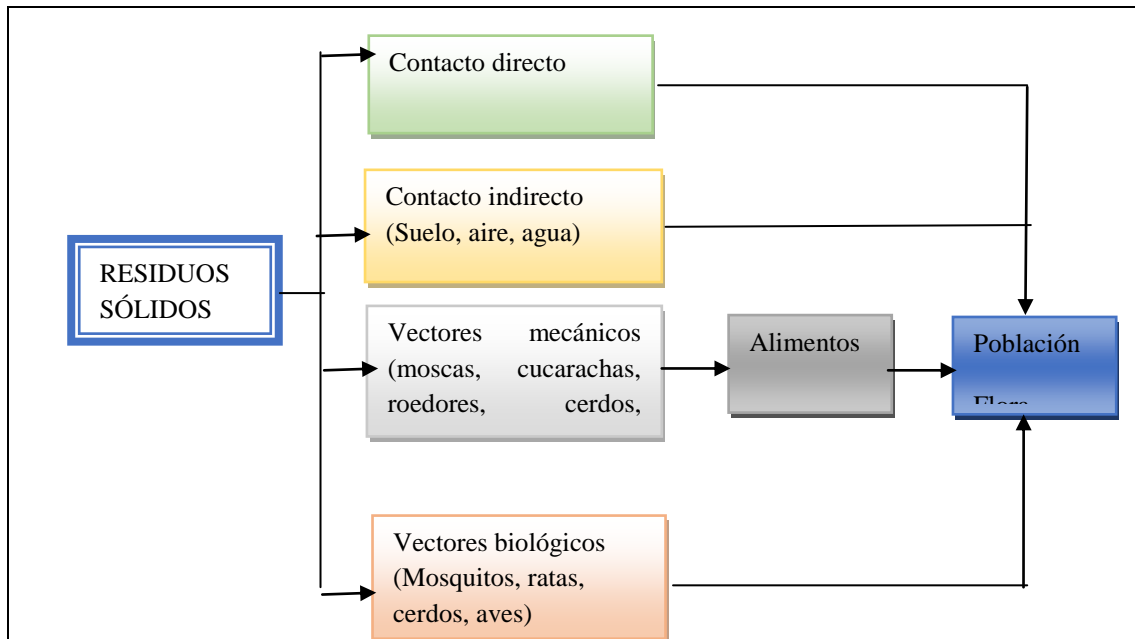 Contacto directo
Contacto indirecto
(Suelo, aire, agua)
RESIDUOS
SÓLIDOS
Vectores mecánicos
(moscas, cucarachas,
roedores, cerdos,
Alimentos
Población
Vectores biológicos
(Mosquitos, ratas,
cerdos, aves)